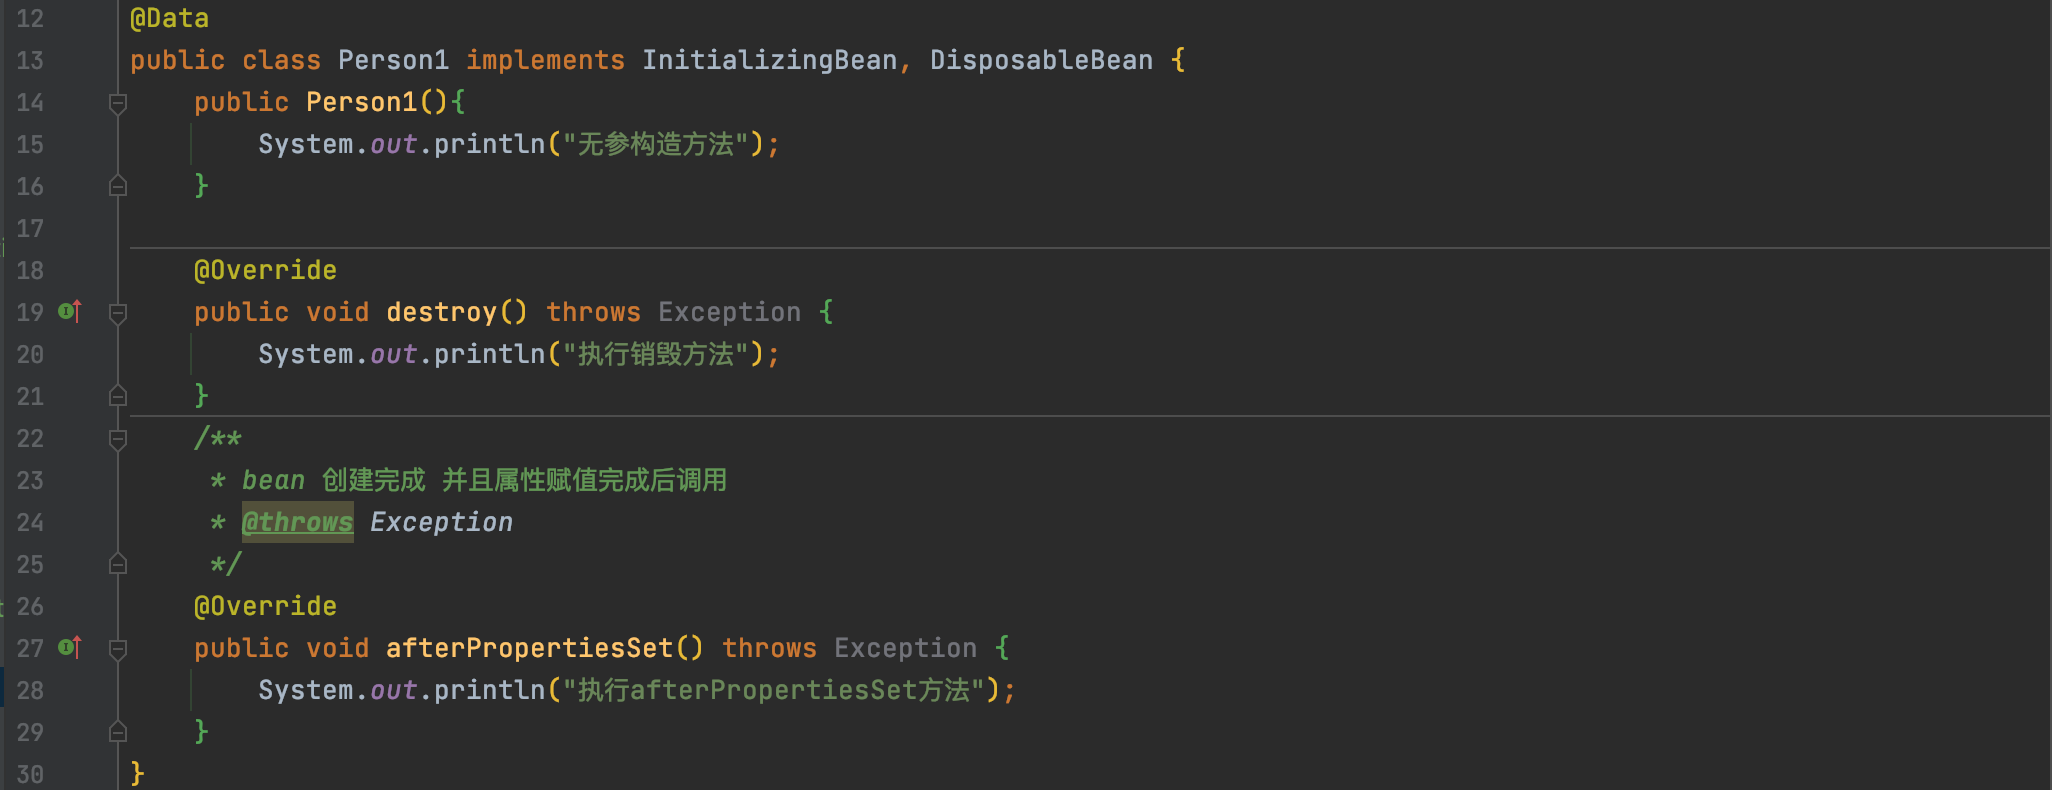 12 @Data
13 public class Person1 implements InitializingBean, DisposableBean {
14     public Person1(){
15         System.out.println("无参构造方法");
16     }
17
18     @Override
19     public void destroy() throws Exception {
20         System.out.println("执行销毁方法");
21     }
22     /**
23      * bean 创建完成 并且属性赋值完成后调用
24      * @throws Exception
25      */
26     @Override
27     public void afterPropertiesSet() throws Exception {
28         System.out.println("执行afterPropertiesSet方法");
29     }
30 }